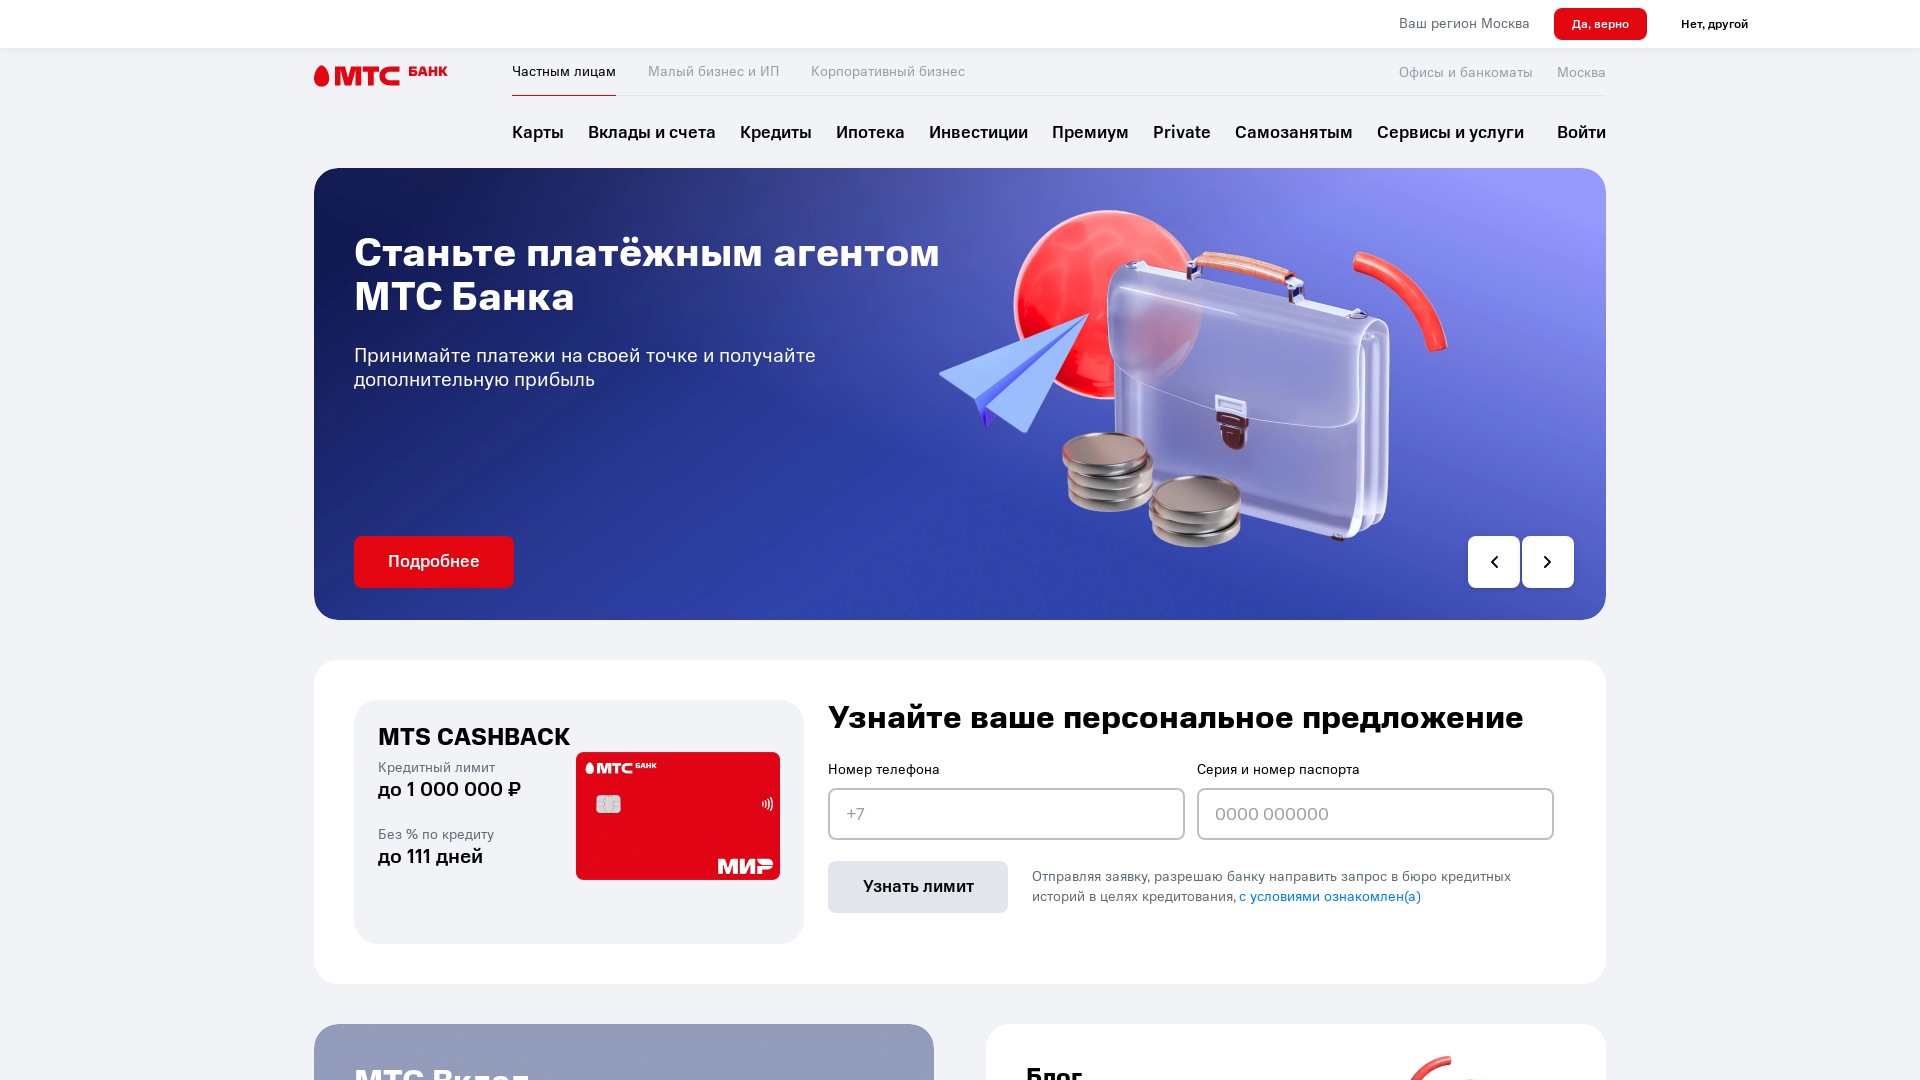 Ваш регион Москва
Да, верно
Нет, другой
МТС БАНК
Частным лицам
Малый бизнес и ИП
Корпоративный бизнес
Офисы и банкоматы
Москва
Карты
Вклады и счета
Кредиты
Ипотека
Инвестиции
Премиум
Private
Самозанятым
Сервисы и услуги
Войти
Станьте платёжным агентом
МТС Банка
Принимайте платежи на своей точке и получайте
дополнительную прибыль
Подробнее
MTS CASHBACK
Кредитный лимит
до 1 000 000 ₽
Без % по кредиту
до 111 дней
МТС БАНК
МИР
Узнайте ваше персональное предложение
Номер телефона
Серия и номер паспорта
+7
0000 000000
Узнать лимит
Отправляя заявку, разрешаю банку направить запрос в бюро кредитных
историй в целях кредитования, с условиями ознакомлен(а)
МТС Вклад
Блог